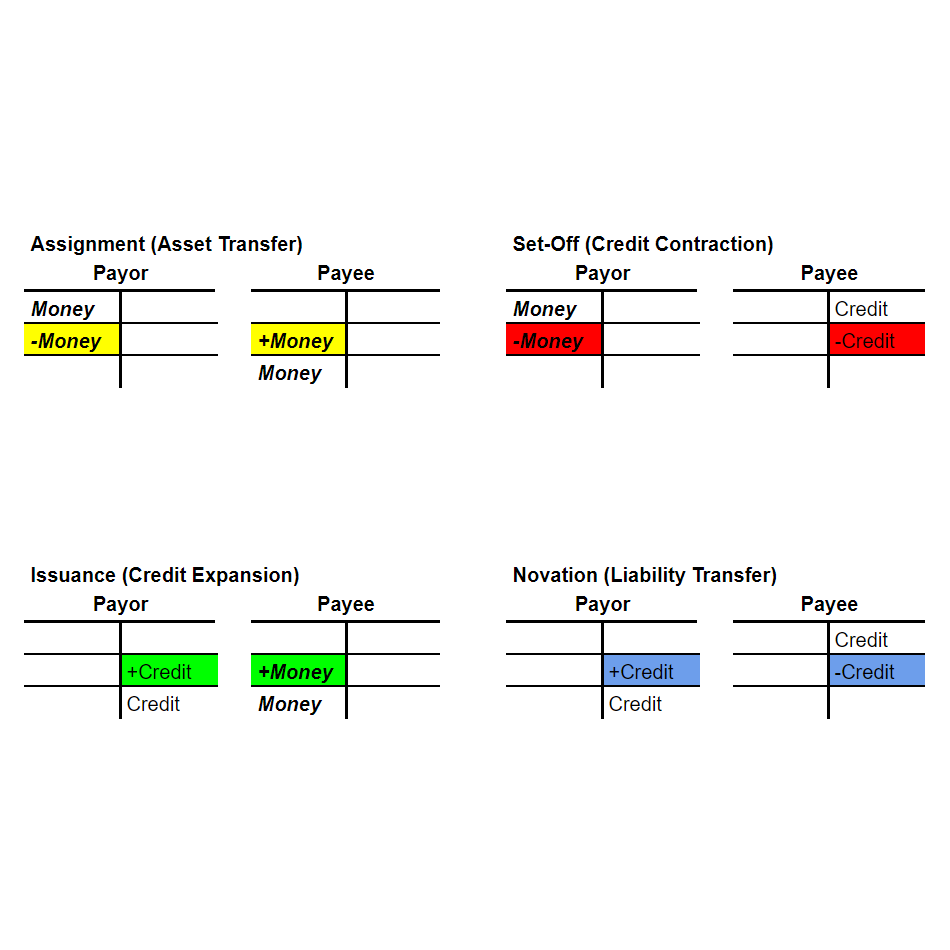 Assignment (Asset Transfer)
Payor Payee
Money
-Money +Money
Money
Set-Off (Credit Contraction)
Payor Payee
Money Credit
-Money -Credit
Issuance (Credit Expansion)
Payor Payee
+Credit +Money
Credit Money
Novation (Liability Transfer)
Payor Payee
Credit
+Credit -Credit
Credit